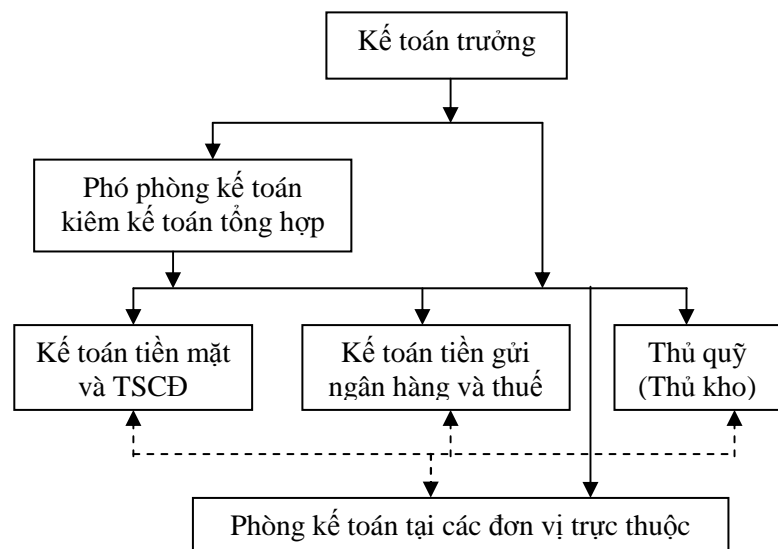 Kế toán trưởng
Phó phòng kế toán
kiêm kế toán tổng hợp
Kế toán tiền mặt
và TSCĐ
Kế toán tiền gửi
ngân hàng và thuế
Thủ quỹ
(Thủ kho)
Phòng kế toán tại các đơn vị trực thuộc